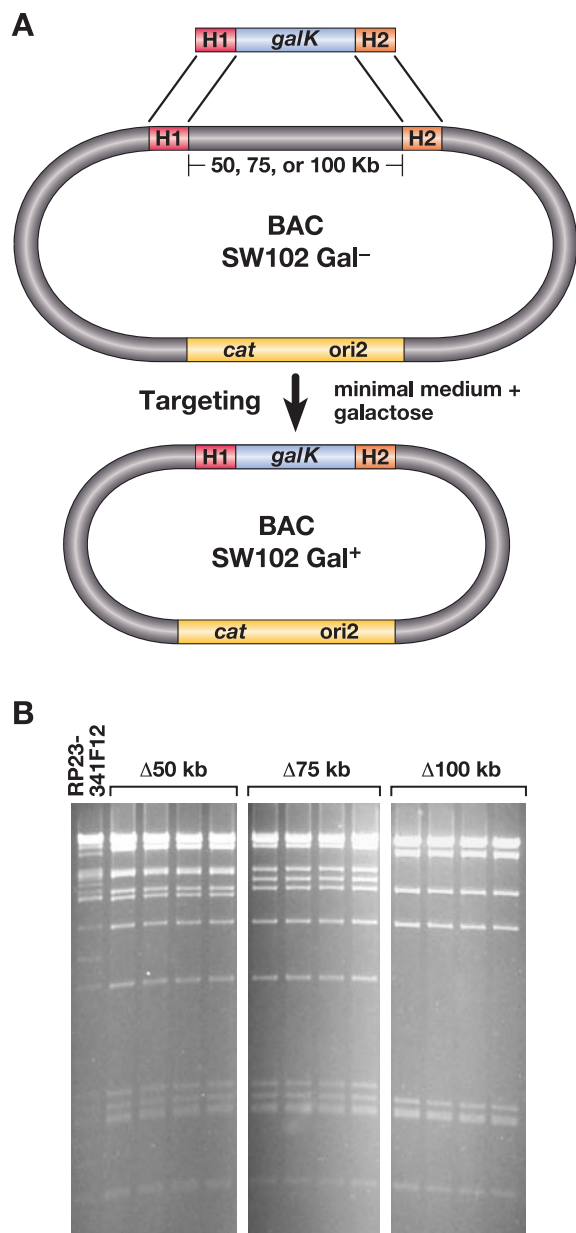 A
H1 galK H2
H1 H2
50, 75, or 100 Kb
BAC
SW102 Gal⁻
cat ori2
Targeting
minimal medium +
galactose
H1 galK H2
BAC
SW102 Gal⁺
cat ori2
B
RP23-
341F12
Δ50 kb Δ75 kb Δ100 kb